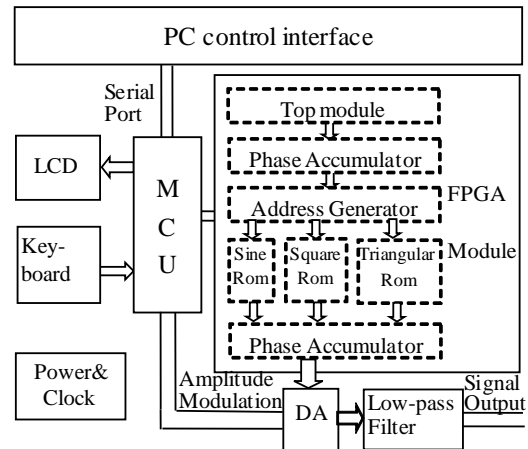 PC control interface
Serial
Port
LCD
Key-
board
Power&
Clock
M
C
U
Top module
Phase Accumulator
Address Generator
Sine
Rom
Square
Rom
Triangular
Rom
Phase Accumulator
FPGA
Module
Amplitude
Modulation
DA
Low-pass
Filter
Signal
Output